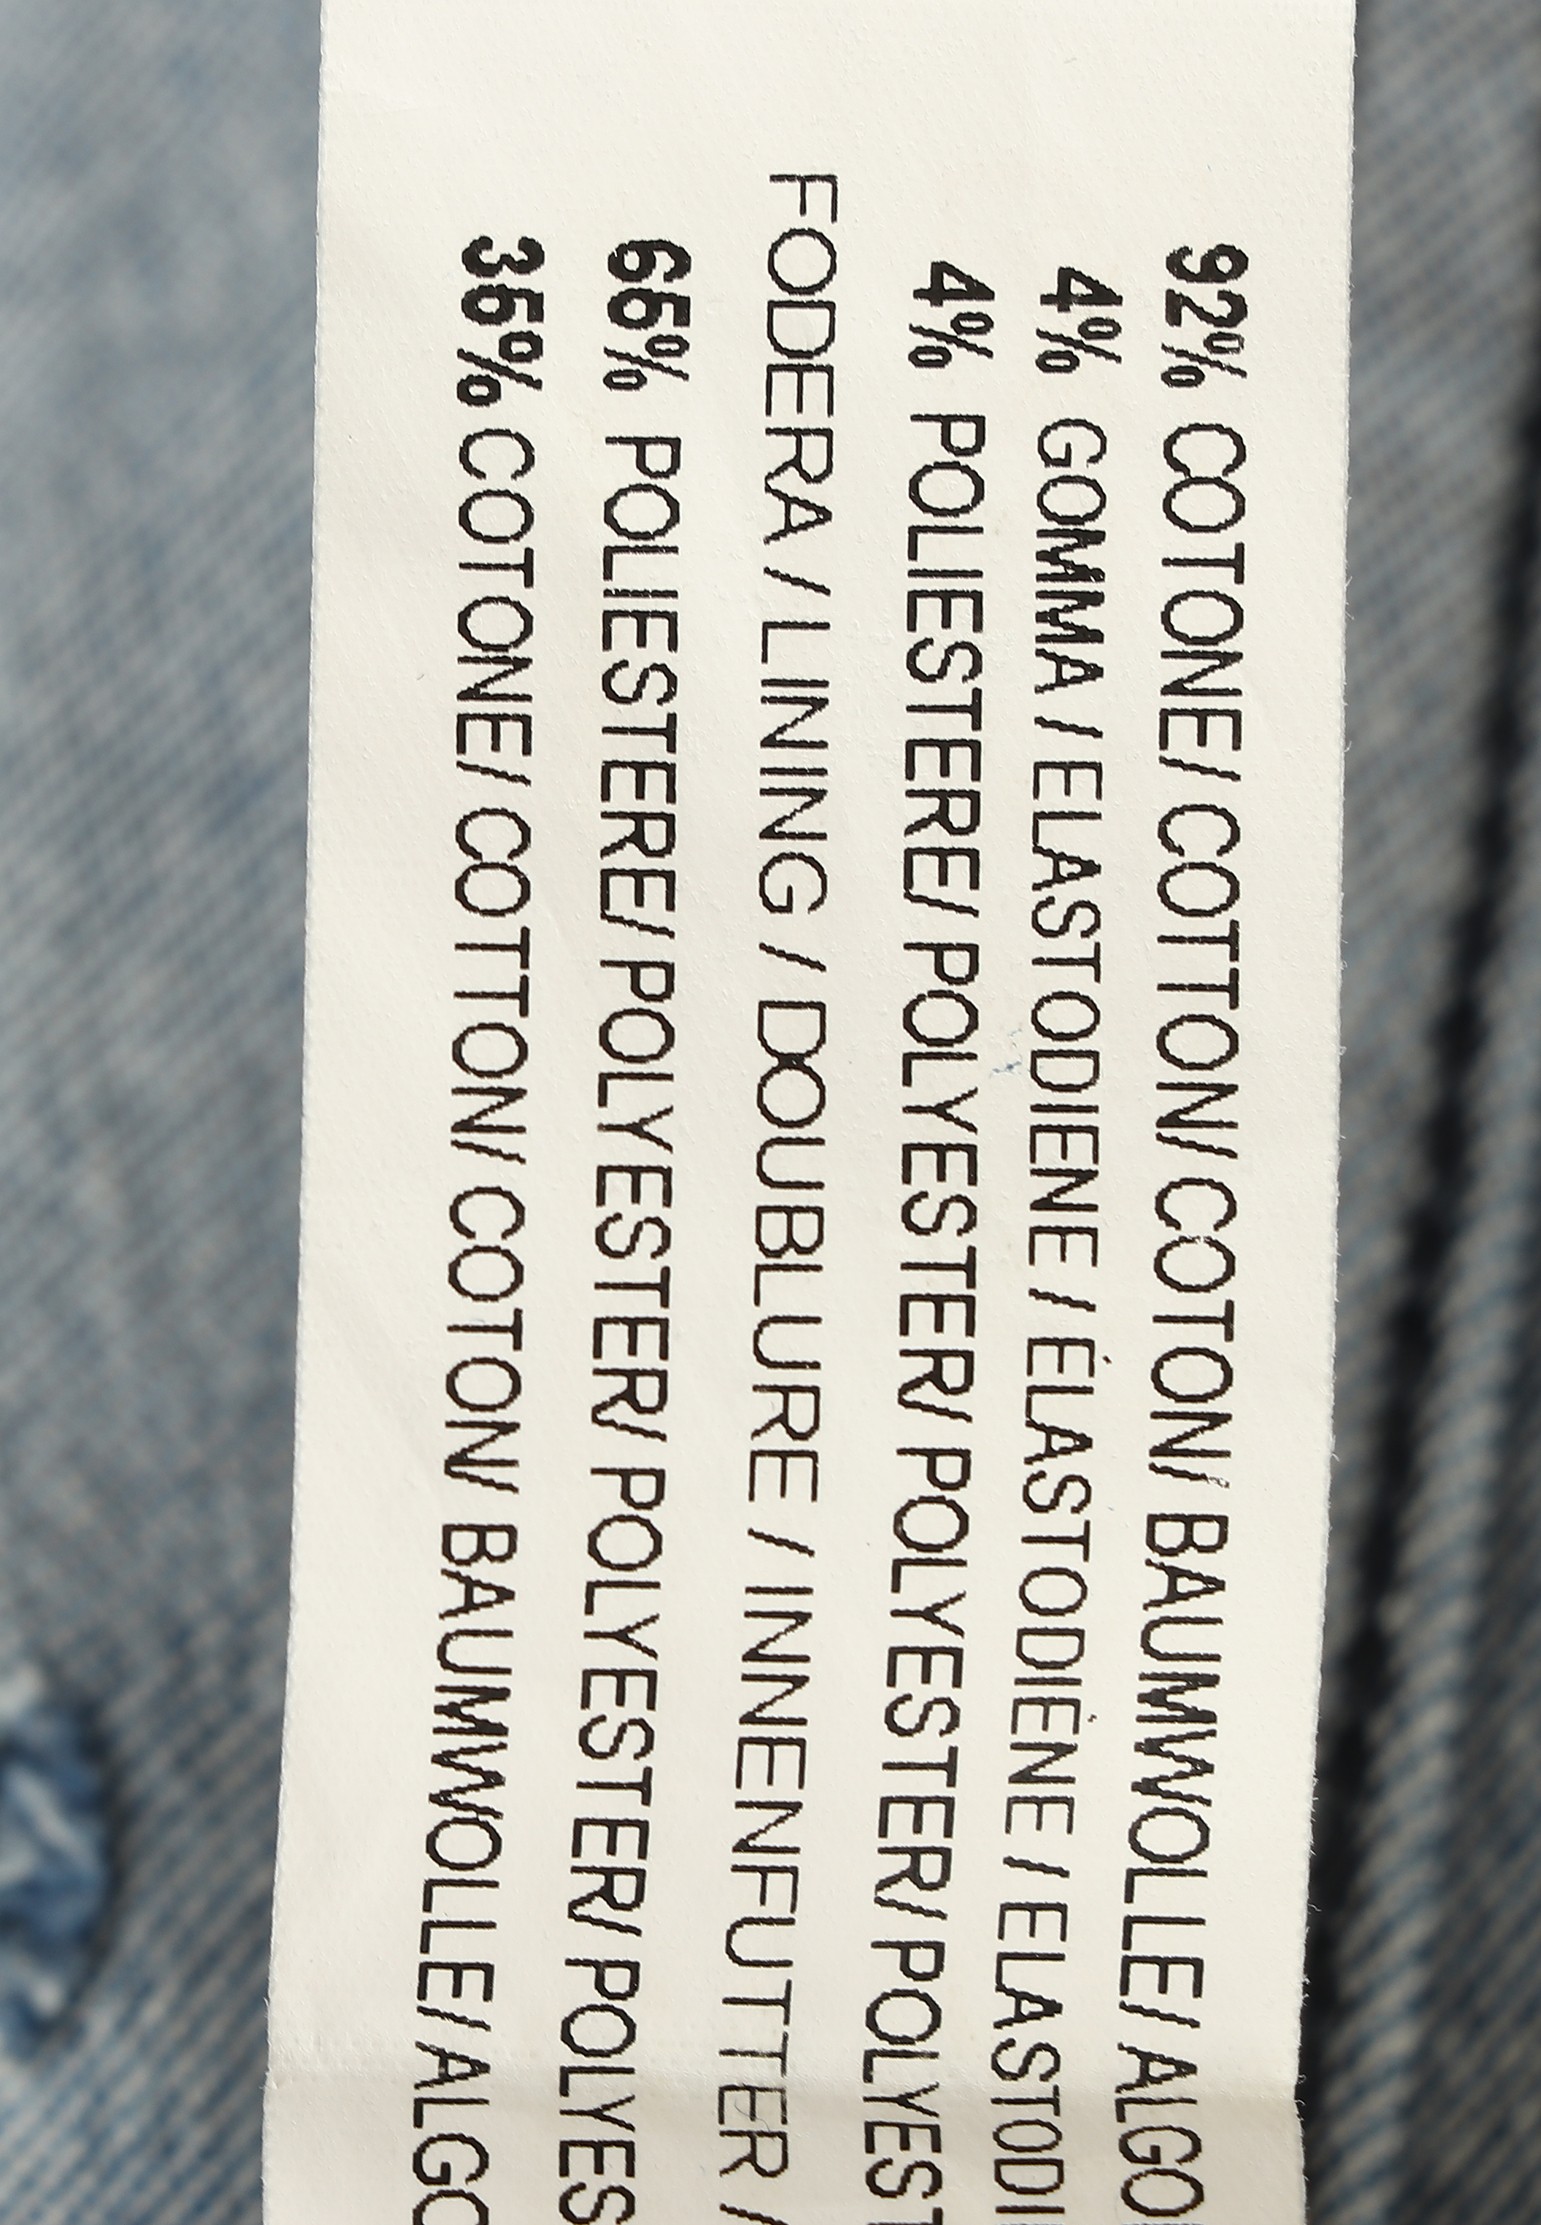 92% COTONE/ COTTON/ COTON/ BAUMWOLLE/ ALGO
4% GOMMA / ELASTODIENE / ÉLASTODIÉNE / ELASTODI
4% POLIESTERE/ POLYESTER/ POLYESTER/ POLYEST
FODERA / LINING / DOUBLURE / INNENFUTTER /
65% POLIESTERE/ POLYESTER/ POLYESTER/ POLYES
35% COTONE/ COTTON/ COTON/ BAUMWOLLE/ ALGO